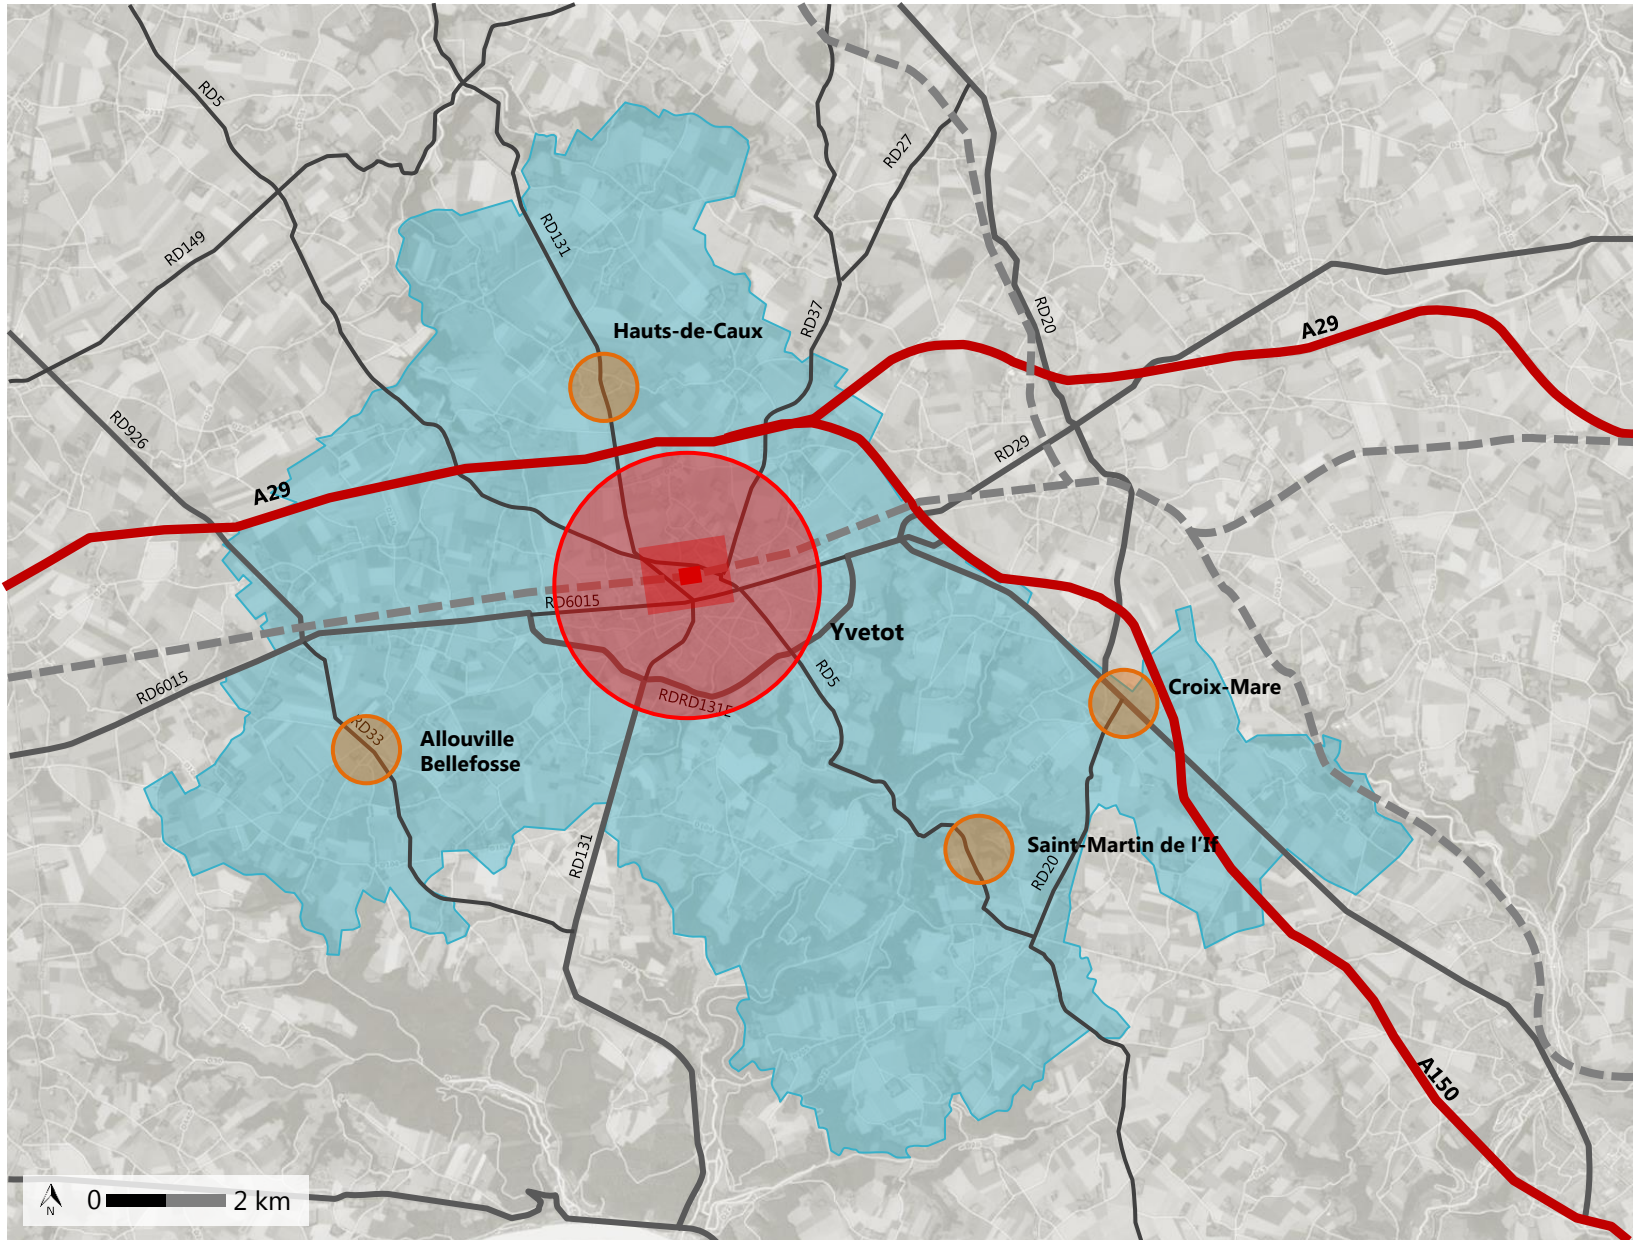 RD5
RD27
RD149
RD131
RD37
RD20
Hauts-de-Caux
A29
RD926
RD29
A29
RD6015
Yvetot
RD5
RD6015
Croix-Mare
RDRD131E
RD33
Allouville
Bellefosse
Saint-Martin de l'If
RD131
RD20
A150
N
0 2 km